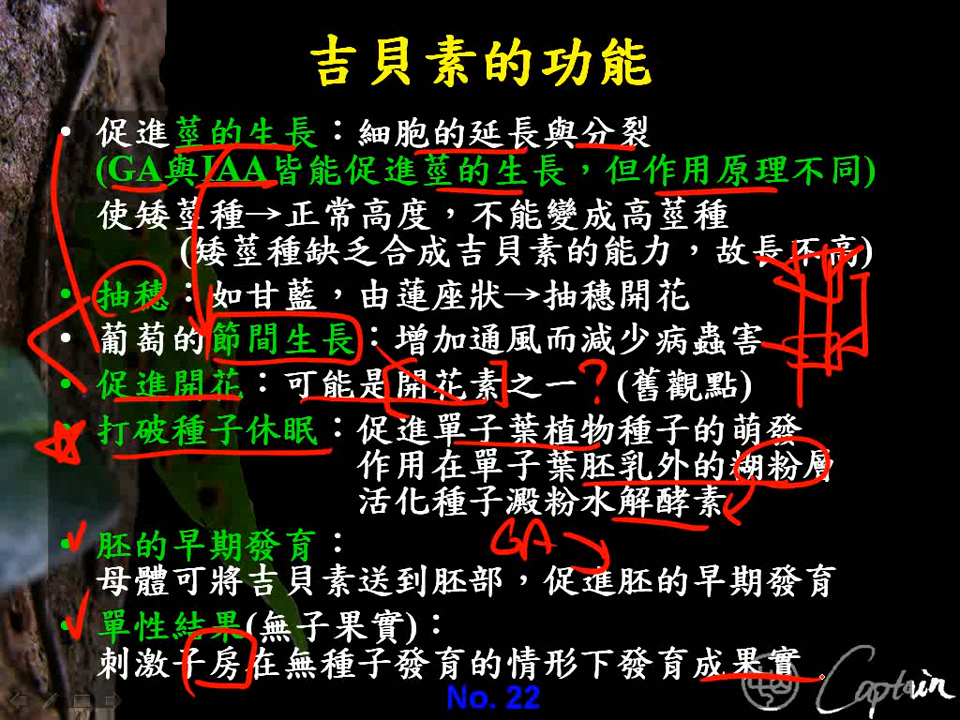 吉貝素的功能
• 促進莖的生長：細胞的延長與分裂
(GA與IAA皆能促進莖的生長，但作用原理不同)
使矮莖種→正常高度，不能變成高莖種
(矮莖種缺乏合成吉貝素的能力，故長不高)
• 抽穗：如甘藍，由蓮座狀→抽穗開花
• 葡萄的節間生長：增加通風而減少病蟲害
• 促進開花：可能是開花素之一？(舊觀點)
• 打破種子休眠：促進單子葉植物種子的萌發
作用在單子葉胚乳外的糊粉層
活化種子澱粉水解酵素
GA
• 胚的早期發育：
母體可將吉貝素送到胚部，促進胚的早期發育
• 單性結果(無子果實)：
刺激子房在無種子發育的情形下發育成果實。
No. 22
Captain